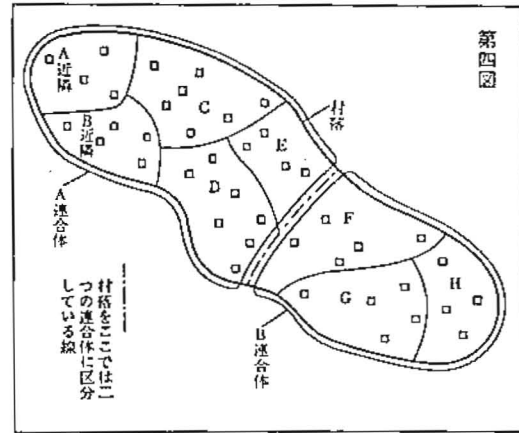 第四図
村落
A近隣
B近隣
C
D
E
F
G
H
A連合体
B連合体
村落をここでは二
つの連合体に区分
している線